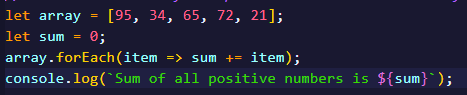 let array = [95, 34, 65, 72, 21];
let sum = 0;
array.forEach(item => sum += item);
console.log(`Sum of all positive numbers is ${sum}`);